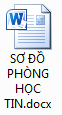 W
SƠ ĐỒ
PHÒNG
HỌC
TIN.docx